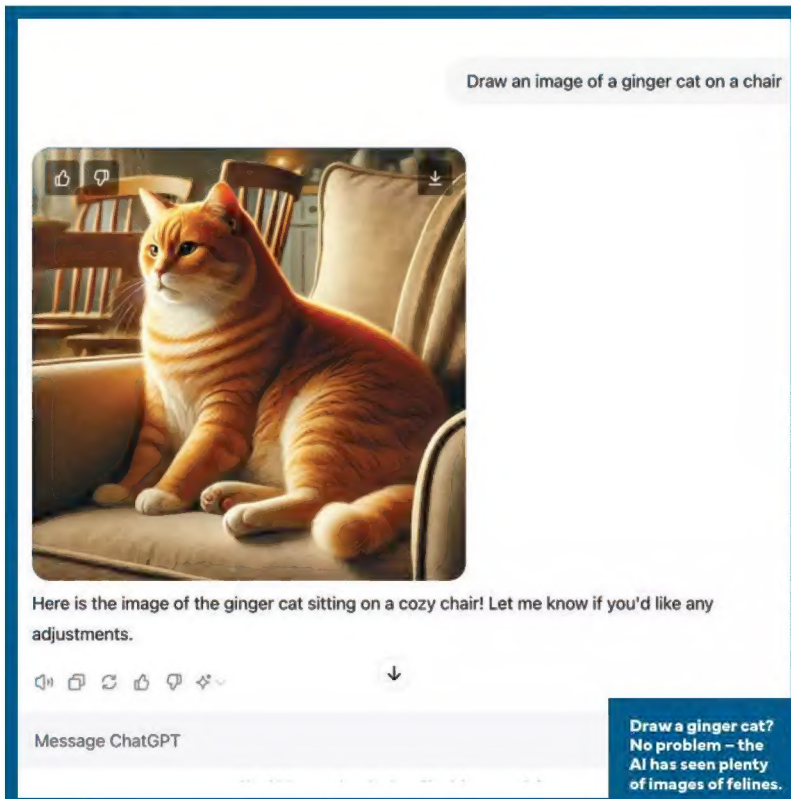 Draw an image of a ginger cat on a chair
Here is the image of the ginger cat sitting on a cozy chair! Let me know if you'd like any
adjustments.
Message ChatGPT
Draw a ginger cat?
No problem – the
AI has seen plenty
of images of felines.